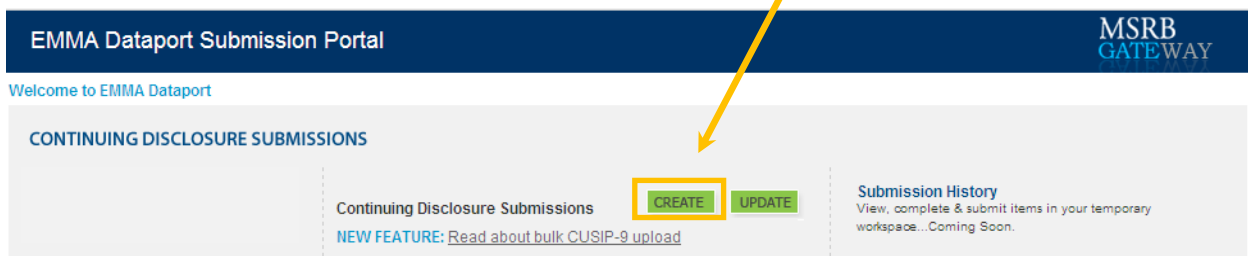 EMMA Dataport Submission Portal
MSRB
GATEWAY
Welcome to EMMA Dataport
CONTINUING DISCLOSURE SUBMISSIONS
Continuing Disclosure Submissions
CREATE
UPDATE
NEW FEATURE: Read about bulk CUSIP-9 upload
Submission History
View, complete & submit items in your temporary
workspace...Coming Soon.